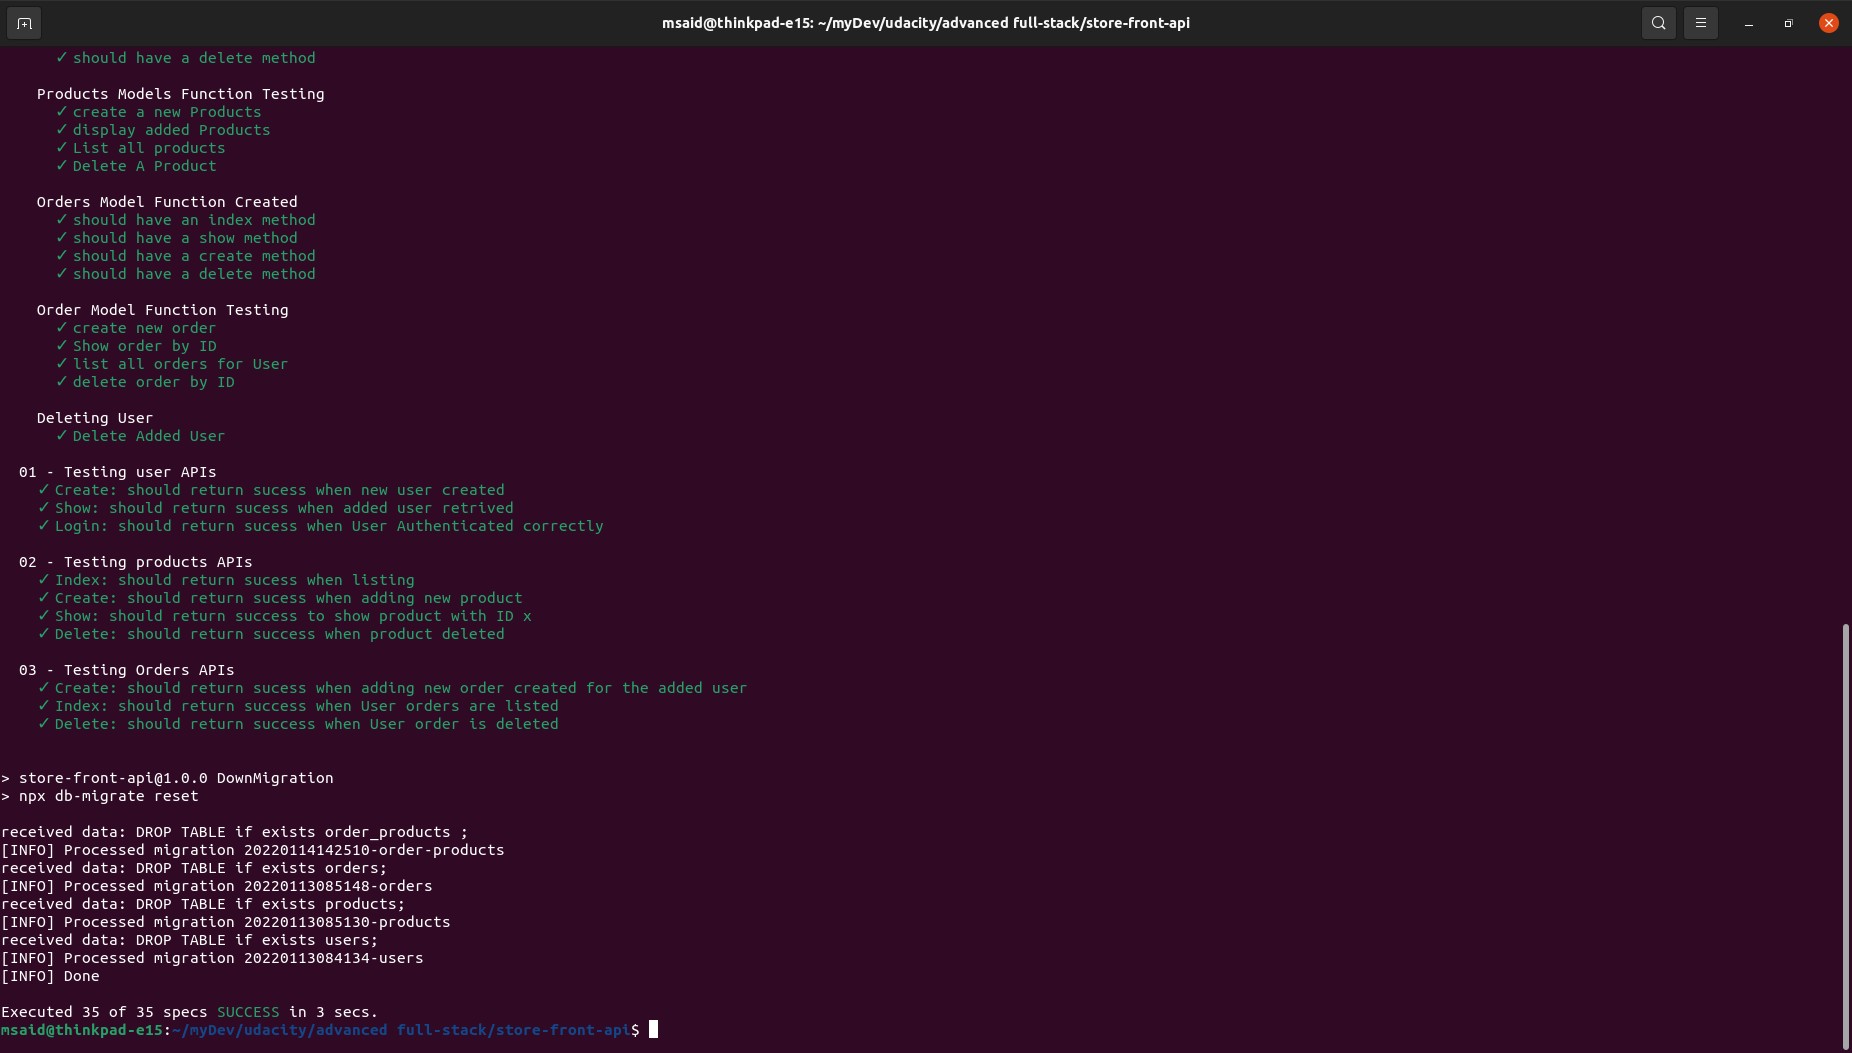 msaid@thinkpad-e15: ~/myDev/udacity/advanced full-stack/store-front-api
✓ should have a delete method
Products Models Function Testing
✓ create a new Products
✓ display added Products
✓ List all products
✓ Delete A Product
Orders Model Function Created
✓ should have an index method
✓ should have a show method
✓ should have a create method
✓ should have a delete method
Order Model Function Testing
✓ create new order
✓ Show order by ID
✓ list all orders for User
✓ delete order by ID
Deleting User
✓ Delete Added User
01 - Testing user APIs
✓ Create: should return sucess when new user created
✓ Show: should return sucess when added user retrived
✓ Login: should return sucess when User Authenticated correctly
02 - Testing products APIs
✓ Index: should return sucess when listing
✓ Create: should return sucess when adding new product
✓ Show: should return success to show product with ID x
✓ Delete: should return success when product deleted
03 - Testing Orders APIs
✓ Create: should return sucess when adding new order created for the added user
✓ Index: should return success when User orders are listed
✓ Delete: should return success when User order is deleted
> store-front-api@1.0.0 DownMigration
> npx db-migrate reset
received data: DROP TABLE if exists order_products ;
[INFO] Processed migration 20220114142510-order-products
received data: DROP TABLE if exists orders;
[INFO] Processed migration 20220113085148-orders
received data: DROP TABLE if exists products;
[INFO] Processed migration 20220113085130-products
received data: DROP TABLE if exists users;
[INFO] Processed migration 20220113084134-users
[INFO] Done
Executed 35 of 35 specs SUCCESS in 3 secs.
msaid@thinkpad-e15:~/myDev/udacity/advanced full-stack/store-front-api$